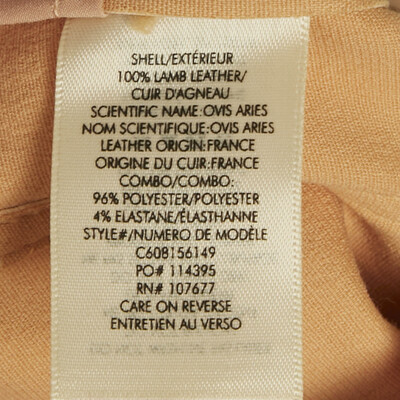 SHELL/EXTÉRIEUR
100% LAMB LEATHER/
CUIR D'AGNEAU
SCIENTIFIC NAME:OVIS ARIES
NOM SCIENTIFIQUE:OVIS ARIES
LEATHER ORIGIN:FRANCE
ORIGINE DU CUIR:FRANCE
COMBO/COMBO:
96% POLYESTER/POLYESTER
4% ELASTANE/ÉLASTHANNE
STYLE#/NUMERO DE MODÈLE
C608156149
PO# 114395
RN# 107677
CARE ON REVERSE
ENTRETIEN AU VERSO